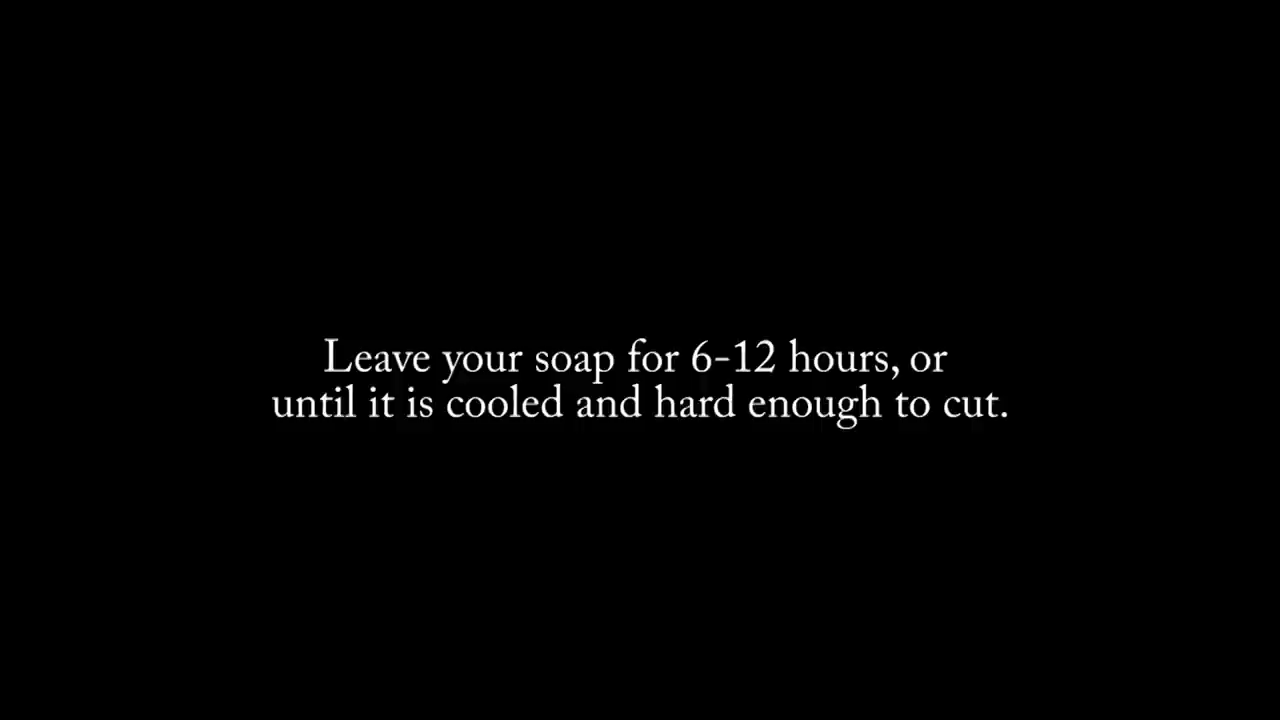 Leave your soap for 6-12 hours, or
until it is cooled and hard enough to cut.